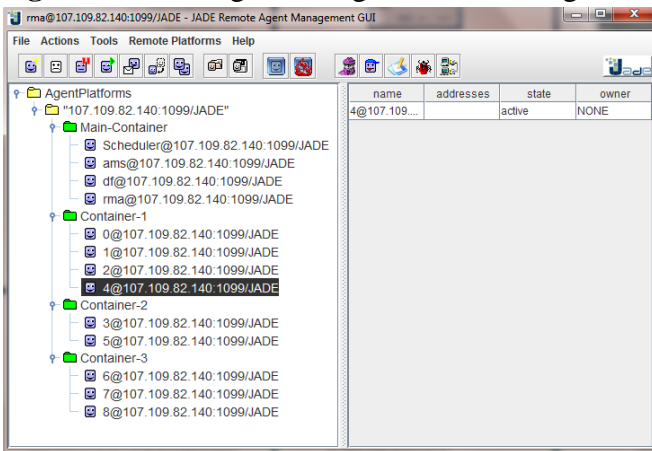 rma@107.109.82.140:1099/JADE - JADE Remote Agent Management GUI
File Actions Tools Remote Platforms Help
Jade
AgentPlatforms
"107.109.82.140:1099/JADE"
Main-Container
Scheduler@107.109.82.140:1099/JADE
ams@107.109.82.140:1099/JADE
df@107.109.82.140:1099/JADE
rma@107.109.82.140:1099/JADE
Container-1
0@107.109.82.140:1099/JADE
1@107.109.82.140:1099/JADE
2@107.109.82.140:1099/JADE
4@107.109.82.140:1099/JADE
Container-2
3@107.109.82.140:1099/JADE
5@107.109.82.140:1099/JADE
Container-3
6@107.109.82.140:1099/JADE
7@107.109.82.140:1099/JADE
8@107.109.82.140:1099/JADE
name addresses state owner
4@107.109.... active NONE